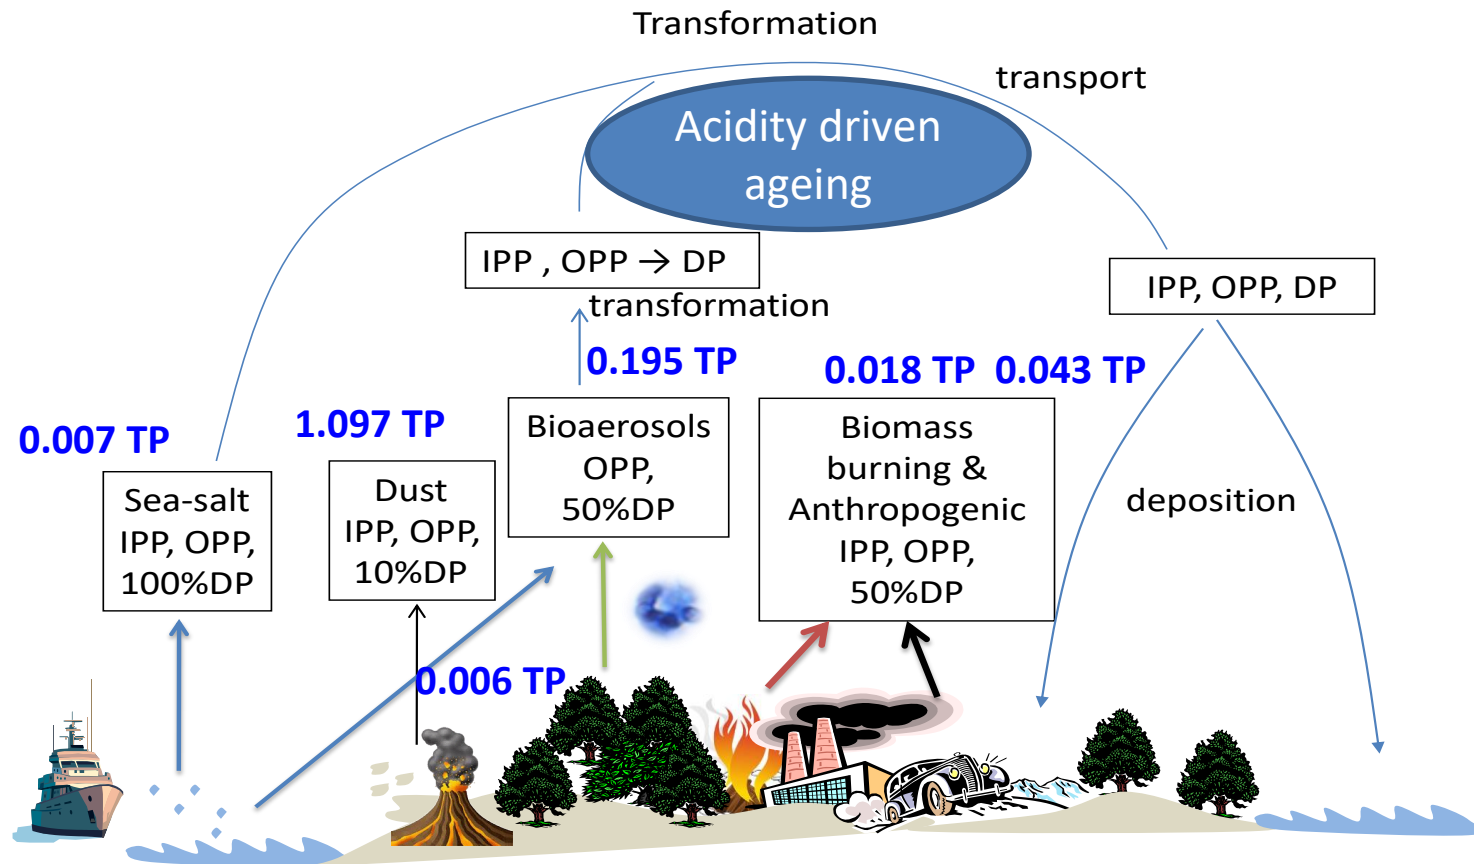 Transformation
transport
Acidity driven
ageing
IPP , OPP → DP
transformation
IPP, OPP, DP
0.195 TP
0.018 TP 0.043 TP
0.007 TP
1.097 TP
Sea-salt
IPP, OPP,
100%DP
Dust
IPP, OPP,
10%DP
Bioaerosols
OPP,
50%DP
Biomass
burning &
Anthropogenic
IPP, OPP,
50%DP
deposition
0.006 TP